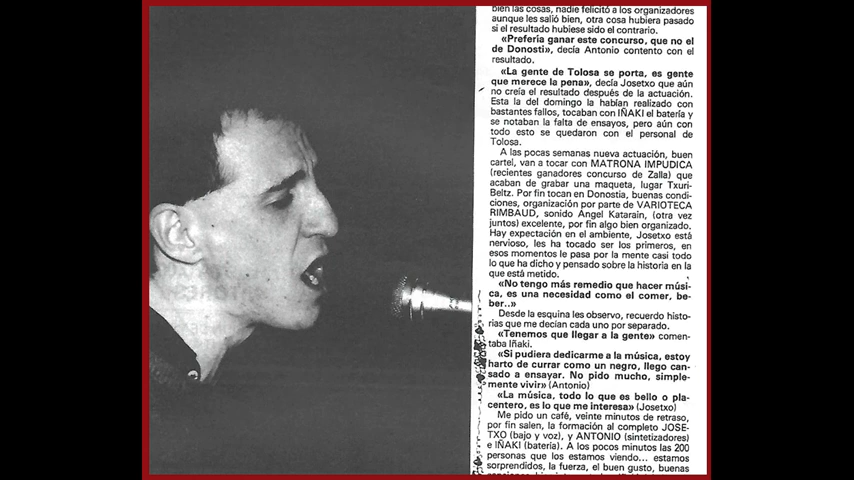 bien las cosas, nadie felicitó a los organizadores
aunque les salió bien, otra cosa hubiera pasado
si el resultado hubiese sido el contrario.
«Prefería ganar este concurso, que no el
de Donosti», decía Antonio contento con el
resultado.
«La gente de Tolosa se porta, es gente
que merece la pena», decía Josetxo que aún
no creía el resultado después de la actuación.
Esta la del domingo la habían realizado con
bastantes fallos, tocaban con IÑAKI el batería y
se notaban la falta de ensayos, pero aún con
todo esto se quedaron con el personal de
Tolosa.
A las pocas semanas nueva actuación, buen
cartel, van a tocar con MATRONA IMPUDICA
(recientes ganadores concurso de Zalla) que
acaban de grabar una maqueta, lugar Txuri-
Beltz. Por fin tocan en Donostia, buenas condi-
ciones, organización por parte de VARIOTECA
RIMBAUD, sonido Angel Katarain, (otra vez
juntos) excelente, por fin algo bien organizado.
Hay expectación en el ambiente, Josetxo está
nervioso, les ha tocado ser los primeros, en
esos momentos le pasa por la mente casi todo
lo que ha dicho y pensado sobre la historia en la
que está metido.
«No tengo más remedio que hacer músi-
ca, es una necesidad como el comer, be-
ber..»
Desde la esquina les observo, recuerdo histo-
rias que me decían cada uno por separado.
«Tenemos que llegar a la gente» comen-
taba Iñaki.
«Si pudiera dedicarme a la música, estoy
harto de currar como un negro, llego can-
sado a ensayar. No pido mucho, simple-
mente vivir» (Antonio)
«La música, todo lo que es bello o pla-
centero, es lo que me interesa» (Josetxo)
Me pido un café, veinte minutos de retraso,
por fin salen, la formación al completo JOSE-
TXO (bajo y voz), y ANTONIO (sintetizadores)
e IÑAKI (batería). A los pocos minutos las 200
personas que los estamos viendo... estamos
sorprendidos, la fuerza, el buen gusto, buenas